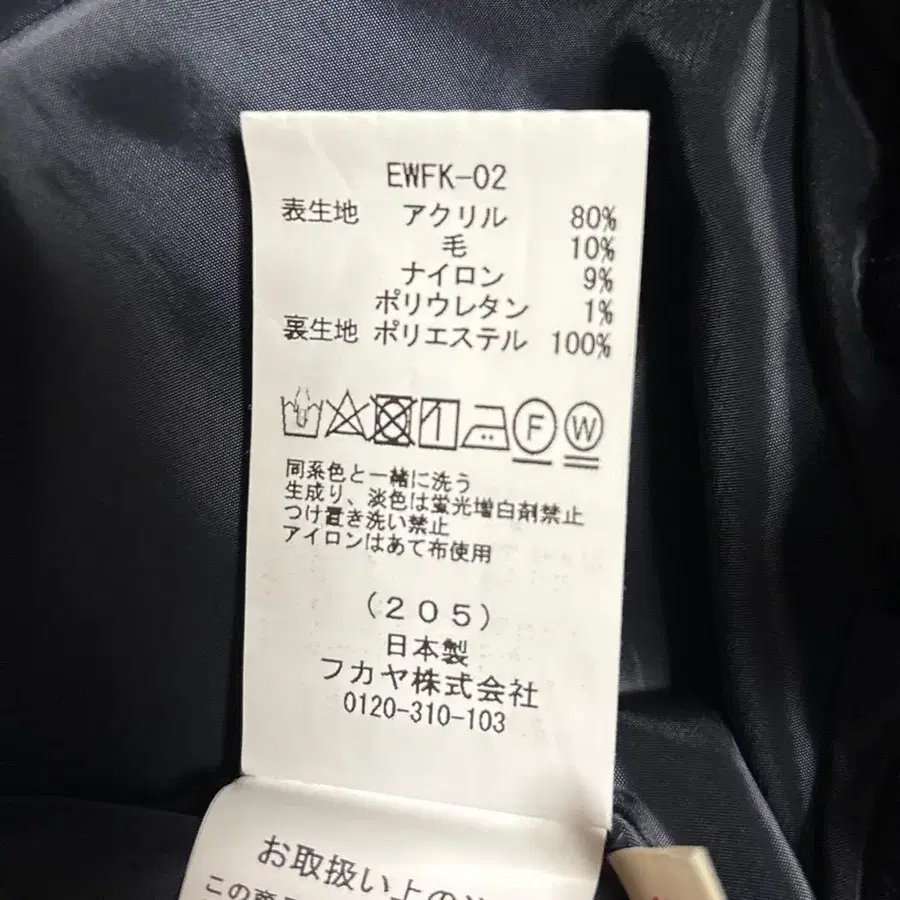 EWFK-02
表生地 アクリル 80%
毛 10%
ナイロン 9%
ポリウレタン 1%
裏生地 ポリエステル 100%
F W
同系色と一緒に洗う
生成り、淡色は蛍光増白剤禁止
つけ置き洗い禁止
アイロンはあて布使用
(205)
日本製
フカヤ株式会社
0120-310-103
お取扱い上の
この商